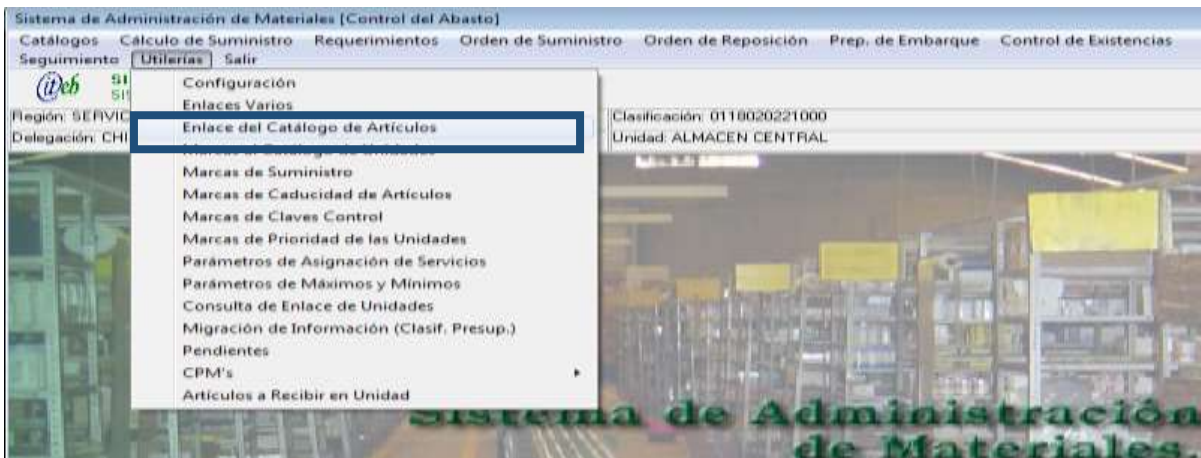 Sistema de Administración de Materiales [Control del Abasto]
Catálogos Cálculo de Suministro Requerimientos Orden de Suministro Orden de Reposición Prep. de Embarque Control de Existencias
Seguimiento Utilerías Salir
Configuración
Enlaces Varios
Región: SERVIC
Clasificación: 0118020221000
Enlace del Catálogo de Artículos
Delegación: CHI
Unidad: ALMACEN CENTRAL
Marcas de Suministro
Marcas de Caducidad de Artículos
Marcas de Claves Control
Marcas de Prioridad de las Unidades
Parámetros de Asignación de Servicios
Parámetros de Máximos y Mínimos
Consulta de Enlace de Unidades
Migración de Información (Clasif. Presup.)
Pendientes
CPM's
Artículos a Recibir en Unidad
Sistema de Administración
de Materiales.